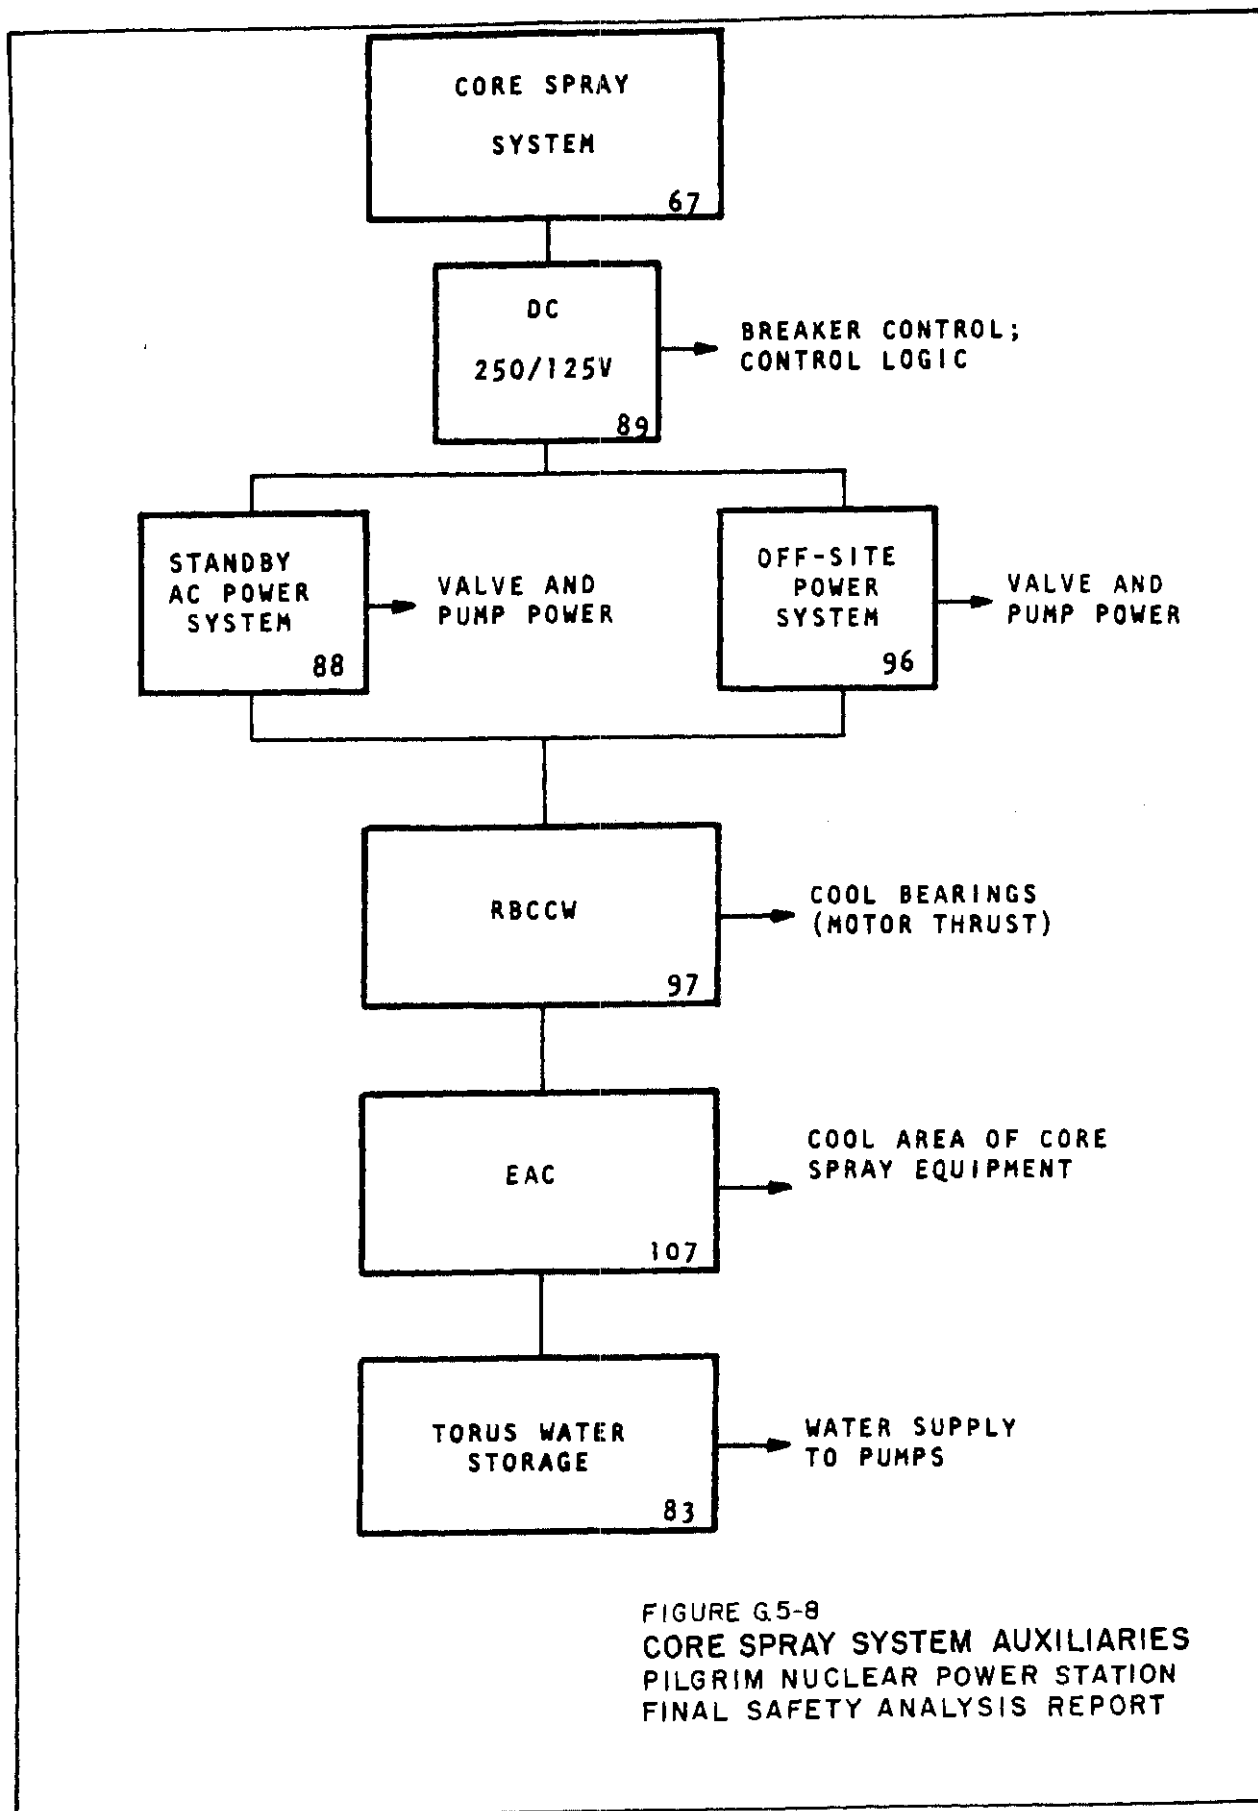 CORE SPRAY
SYSTEM
67
DC
250/125V
89
BREAKER CONTROL;
CONTROL LOGIC
STANDBY
AC POWER
SYSTEM
88
VALVE AND
PUMP POWER
OFF-SITE
POWER
SYSTEM
96
VALVE AND
PUMP POWER
RBCCW
97
COOL BEARINGS
(MOTOR THRUST)
EAC
107
COOL AREA OF CORE
SPRAY EQUIPMENT
TORUS WATER
STORAGE
83
WATER SUPPLY
TO PUMPS
FIGURE G.5-8
CORE SPRAY SYSTEM AUXILIARIES
PILGRIM NUCLEAR POWER STATION
FINAL SAFETY ANALYSIS REPORT